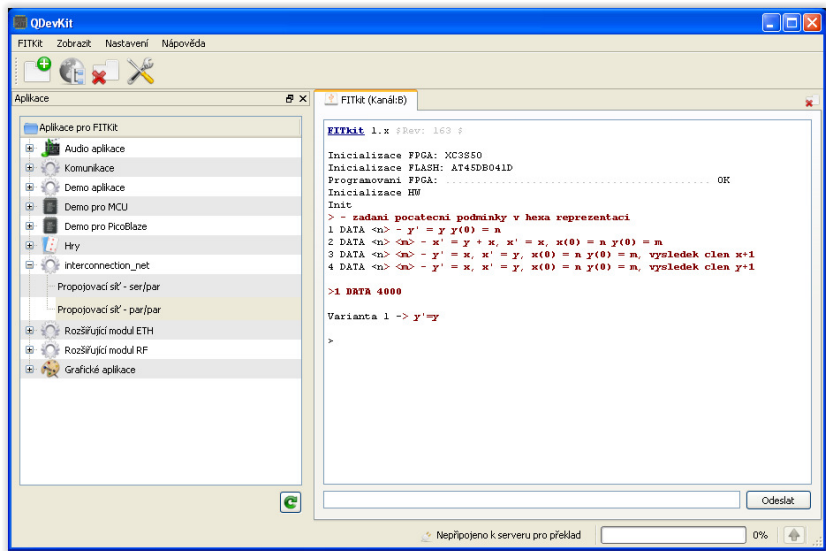 QDevKit
FITKit Zobrazit Nastavení Nápověda
Aplikace
Aplikace pro FITKit
Audio aplikace
Komunikace
Demo aplikace
Demo pro MCU
Demo pro PicoBlaze
Hry
interconnection_net
Propojovací síť - ser/par
Propojovací síť - par/par
Rozšiřující modul ETH
Rozšiřující modul RF
Grafické aplikace
FITkit (Kanál:B)
FITkit 1.x $Rev: 163 $
Inicializace FPGA: XC3S50
Inicializace FLASH: AT45DB041D
Programovani FPGA: .................................................... OK
Inicializace HW
Init
> - zadani pocatecni podminky v hexa reprezentaci
1 DATA <n> - y' = y y(0) = n
2 DATA <n> <m> - x' = y + x, x' = x, x(0) = n y(0) = m
3 DATA <n> <m> - y' = x, x' = y, x(0) = n y(0) = m, vysledek clen x+1
4 DATA <n> <m> - y' = x, x' = y, x(0) = n y(0) = m, vysledek clen y+1
>1 DATA 4000
Varianta 1 -> y'=y
>
Odeslat
Nepřipojeno k serveru pro překlad
0%